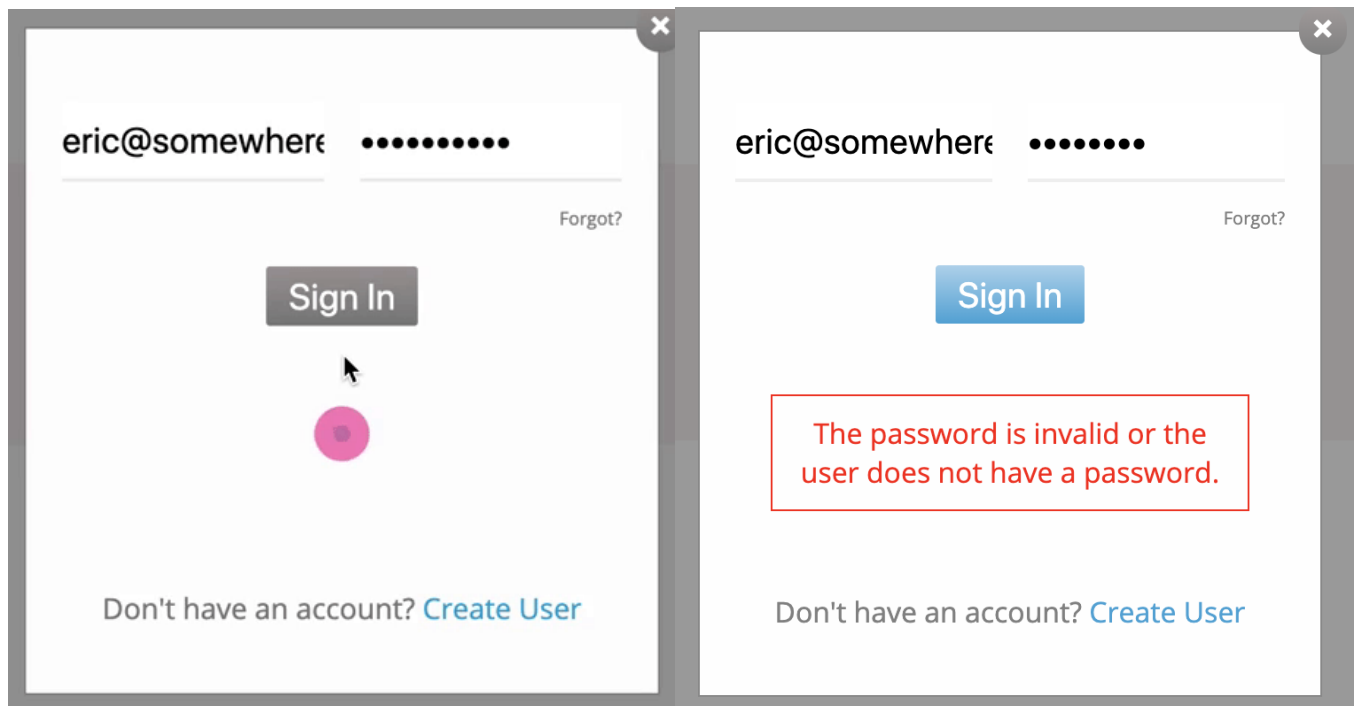 eric@somewhere
••••••••••
Forgot?
Sign In
Don't have an account? Create User
eric@somewhere
••••••••
Forgot?
Sign In
The password is invalid or the
user does not have a password.
Don't have an account? Create User